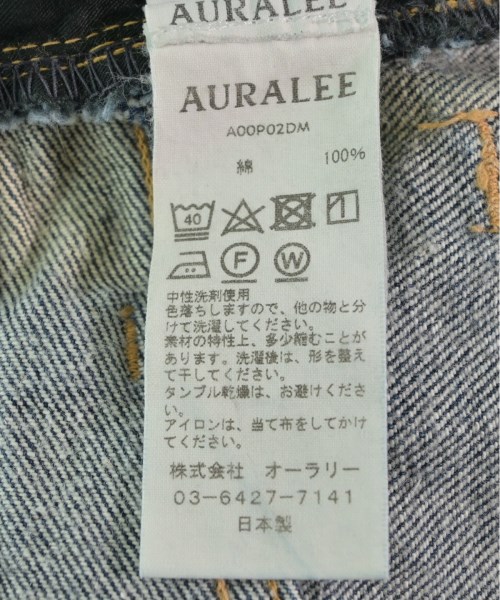 AURALEE
AURALEE
A00P02DM
綿 100%
40
F W
中性洗剤使用
色落ちしますので、他の物と分
けて洗濯してください。
素材の特性上、多少縮むことが
あります。洗濯後は、形を整え
て干してください。
タンブル乾燥は、お避けくださ
い。
アイロンは、当て布をしてかけ
てください。
株式会社 オーラリー
03-6427-7141
日本製